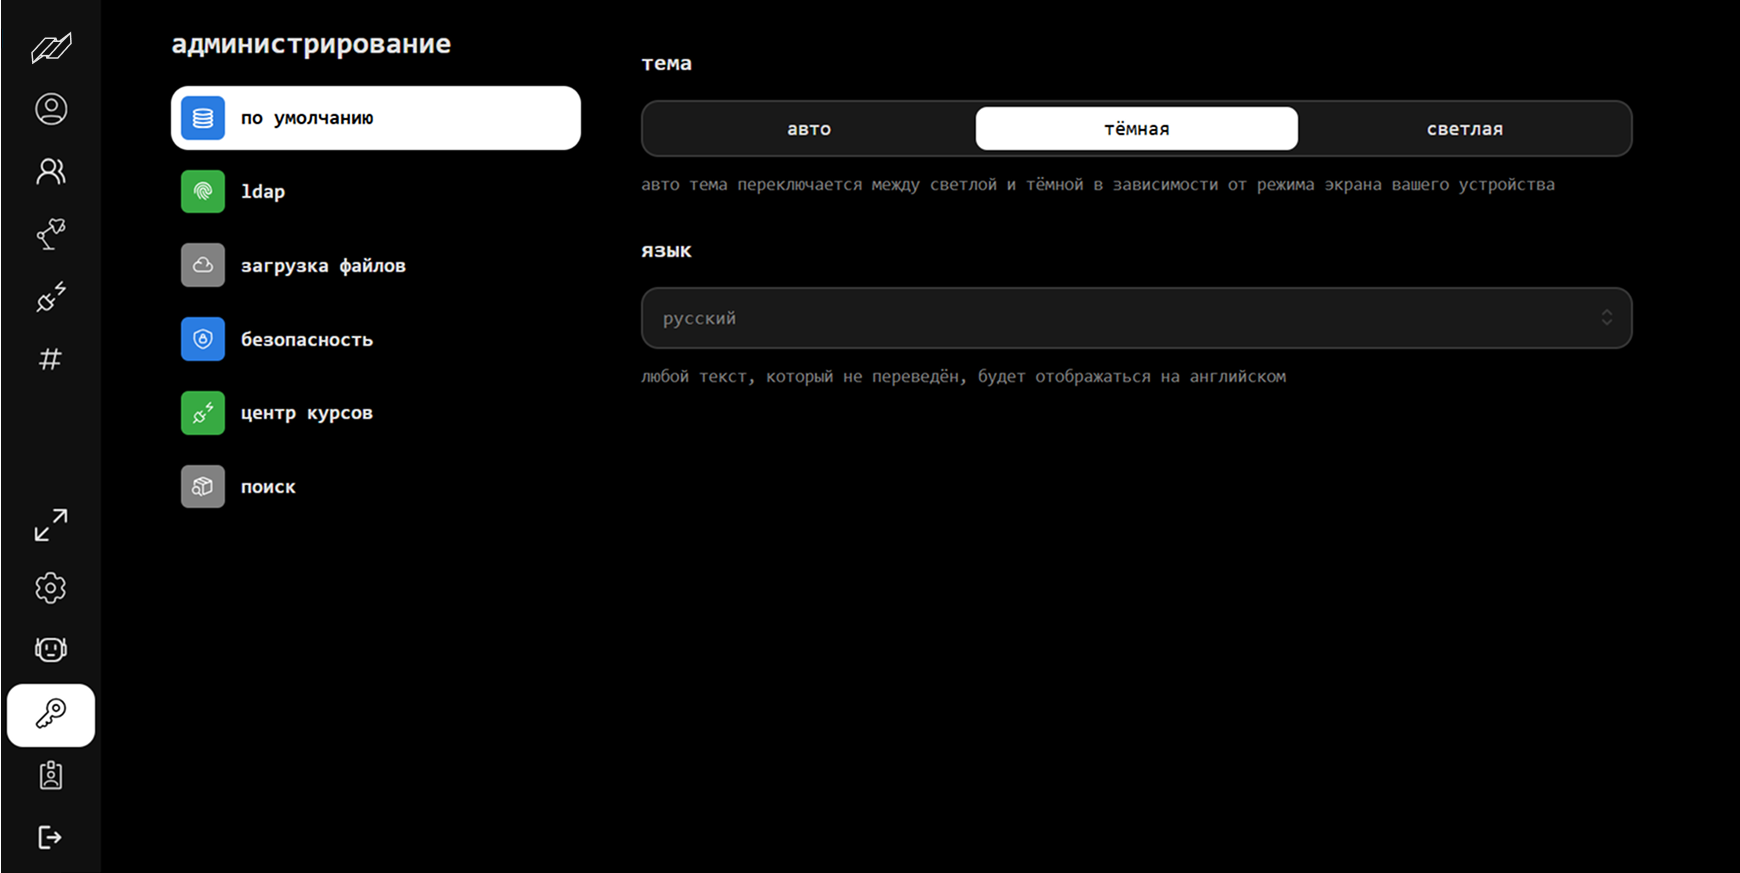 администрирование
по умолчанию
ldap
загрузка файлов
безопасность
центр курсов
поиск
тема
авто
тёмная
светлая
авто тема переключается между светлой и тёмной в зависимости от режима экрана вашего устройства
язык
русский
любой текст, который не переведён, будет отображаться на английском